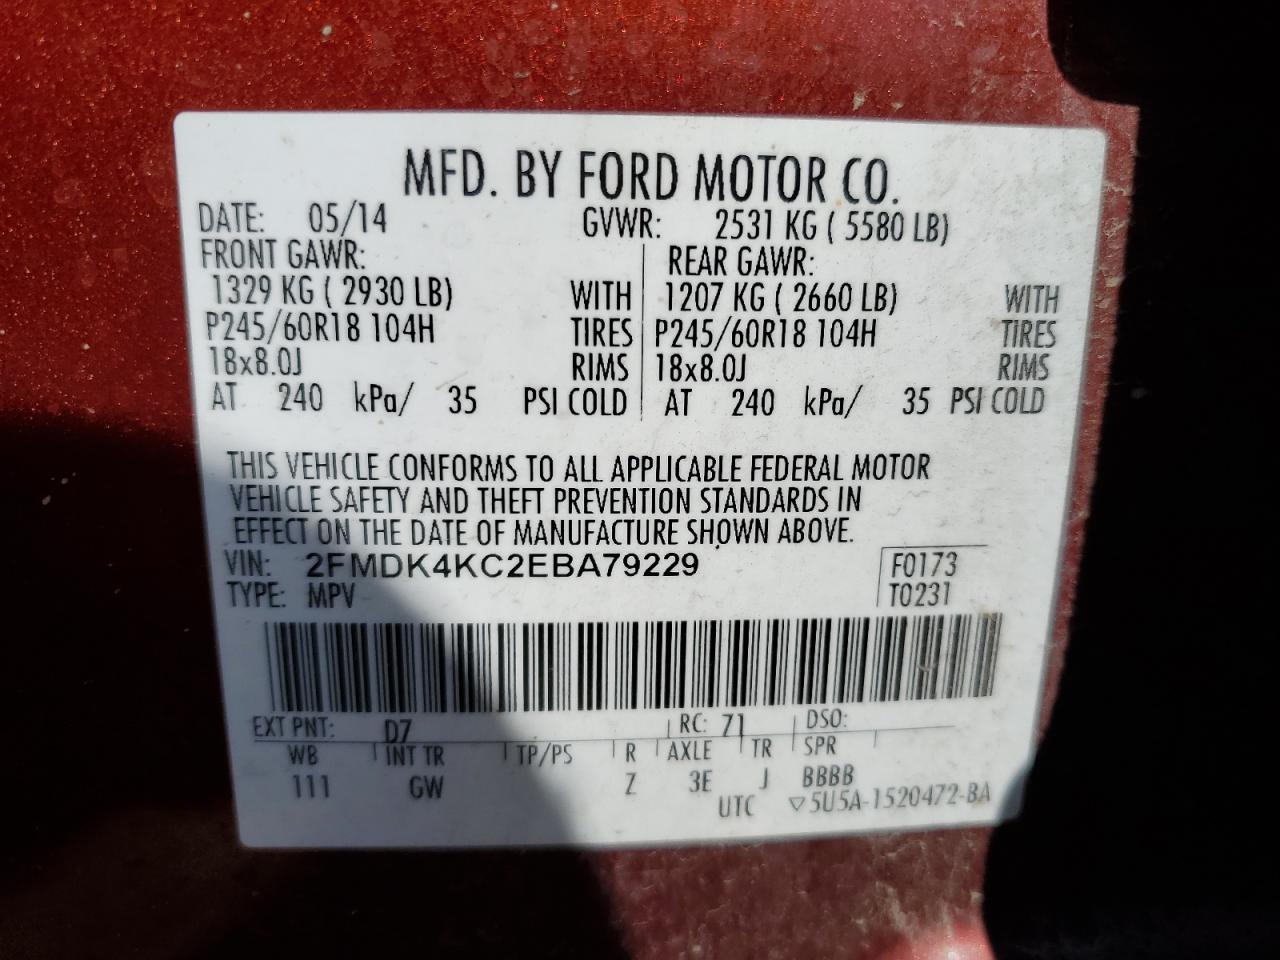 MFD. BY FORD MOTOR CO.
DATE: 05/14 GVWR: 2531 KG ( 5580 LB)
FRONT GAWR: REAR GAWR:
1329 KG ( 2930 LB) WITH 1207 KG ( 2660 LB) WITH
P245/60R18 104H TIRES P245/60R18 104H TIRES
18x8.0J RIMS 18x8.0J RIMS
AT 240 kPa/ 35 PSI COLD AT 240 kPa/ 35 PSI COLD
THIS VEHICLE CONFORMS TO ALL APPLICABLE FEDERAL MOTOR
VEHICLE SAFETY AND THEFT PREVENTION STANDARDS IN
EFFECT ON THE DATE OF MANUFACTURE SHOWN ABOVE.
VIN: 2FMDK4KC2EBA79229 F0173
TYPE: MPV T0231
EXT PNT: D7 RC: 71 DSO:
WB INT TR TP/PS R AXLE TR SPR
111 GW Z 3E J BBBB
UTC ▽5U5A-1520472-BA